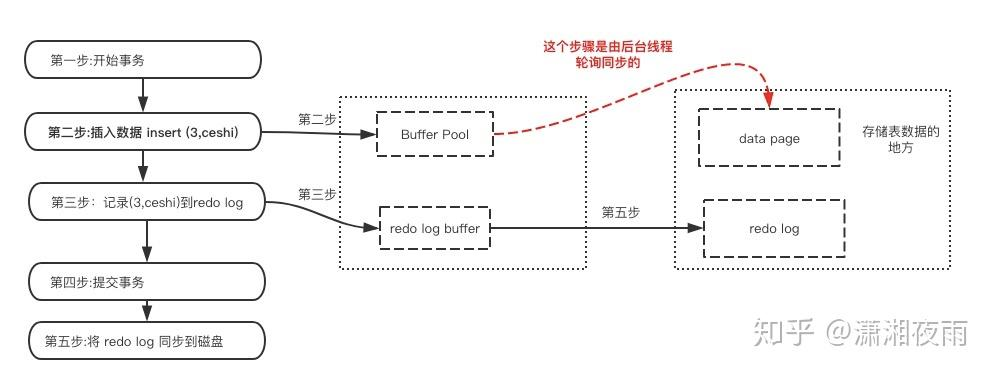 第一步:开始事务
第二步:插入数据 insert (3,ceshi)
第三步：记录(3,ceshi)到redo log
第四步:提交事务
第五步:将 redo log 同步到磁盘
第二步
第三步
Buffer Pool
redo log buffer
这个步骤是由后台线程
轮询同步的
第五步
data page
存储表数据的
地方
redo log
知乎 @潇湘夜雨